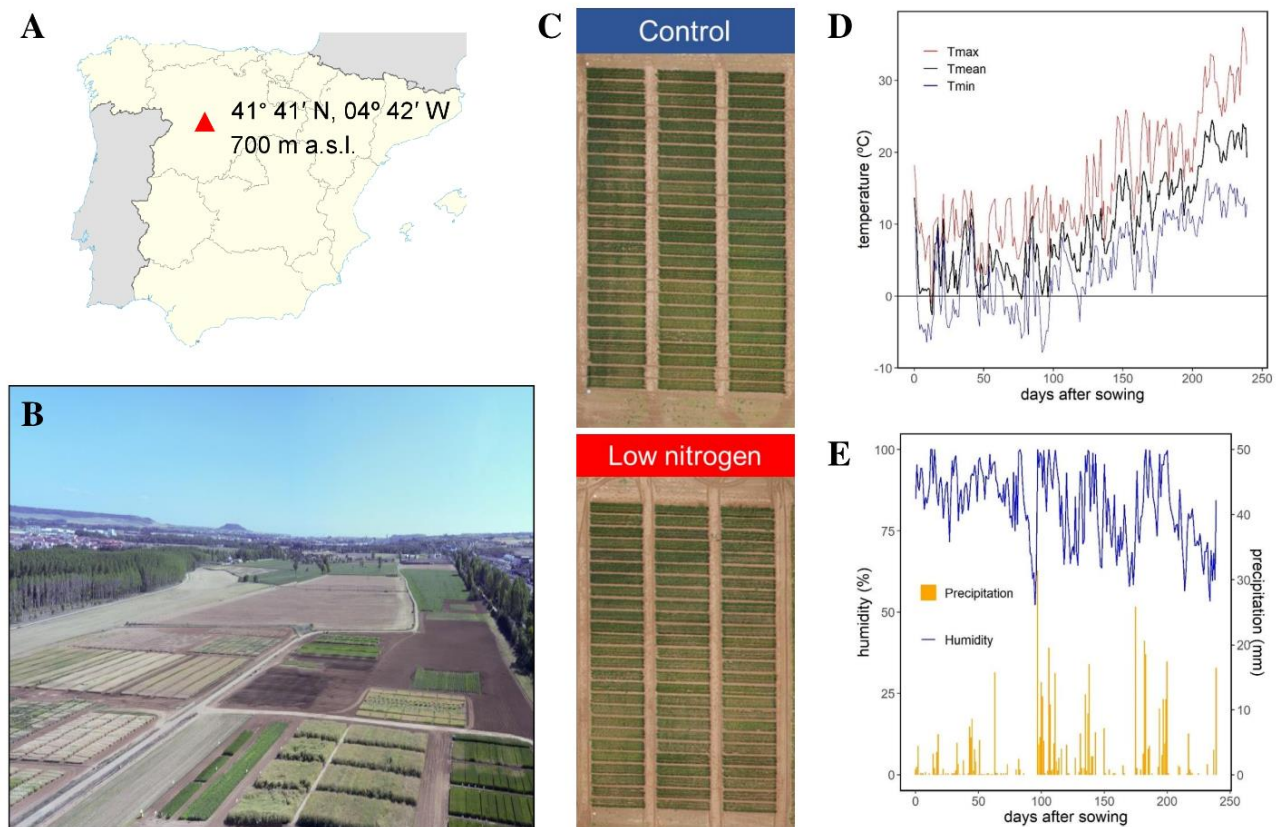 A
41° 41′ N, 04º 42′ W
700 m a.s.l.
B
C
Control
Low nitrogen
D
Tmax
Tmean
Tmin
temperature (ºC)
30
20
10
0
-10
0
50
100
150
200
250
days after sowing
E
Precipitation
Humidity
humidity (%)
100
75
50
25
0
precipitation (mm)
50
40
30
20
10
0
0
50
100
150
200
250
days after sowing